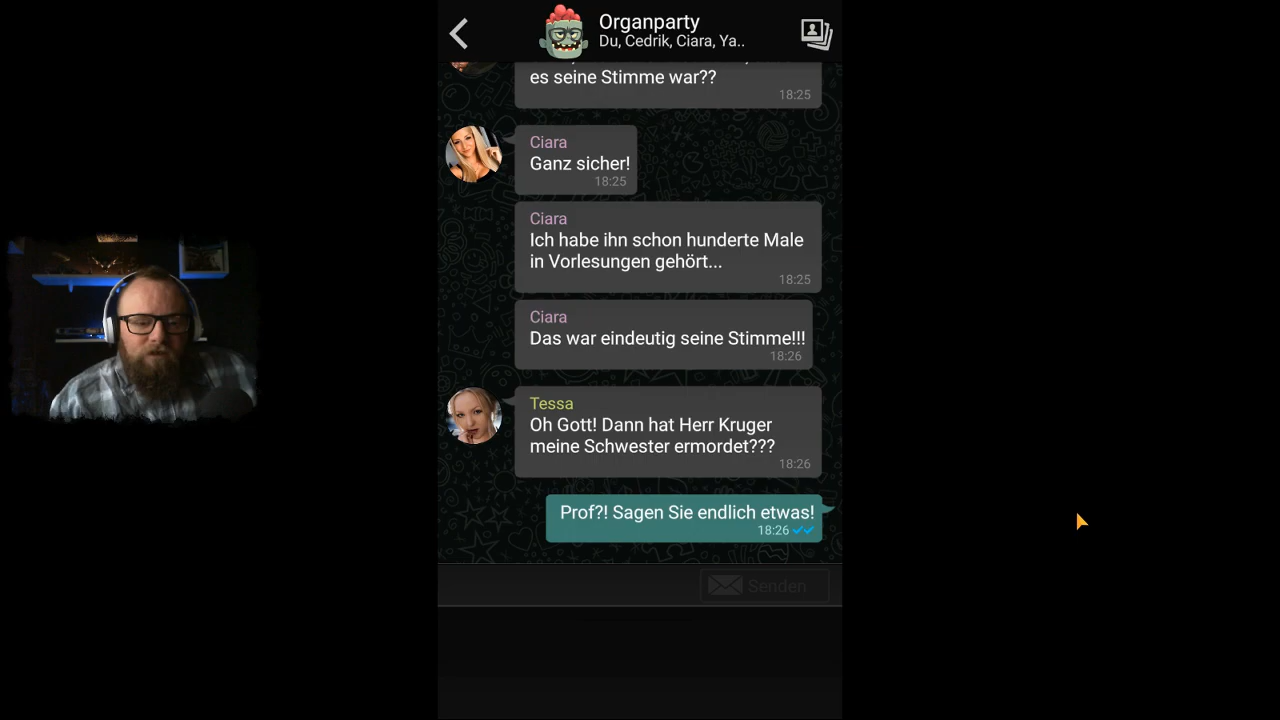 Organparty
Du, Cedrik, Ciara, Ya..
es seine Stimme war??
18:25
Ciara
Ganz sicher!
18:25
Ciara
Ich habe ihn schon hunderte Male
in Vorlesungen gehört...
18:25
Ciara
Das war eindeutig seine Stimme!!!
18:26
Tessa
Oh Gott! Dann hat Herr Kruger
meine Schwester ermordet???
18:26
Prof?! Sagen Sie endlich etwas!
18:26
Senden